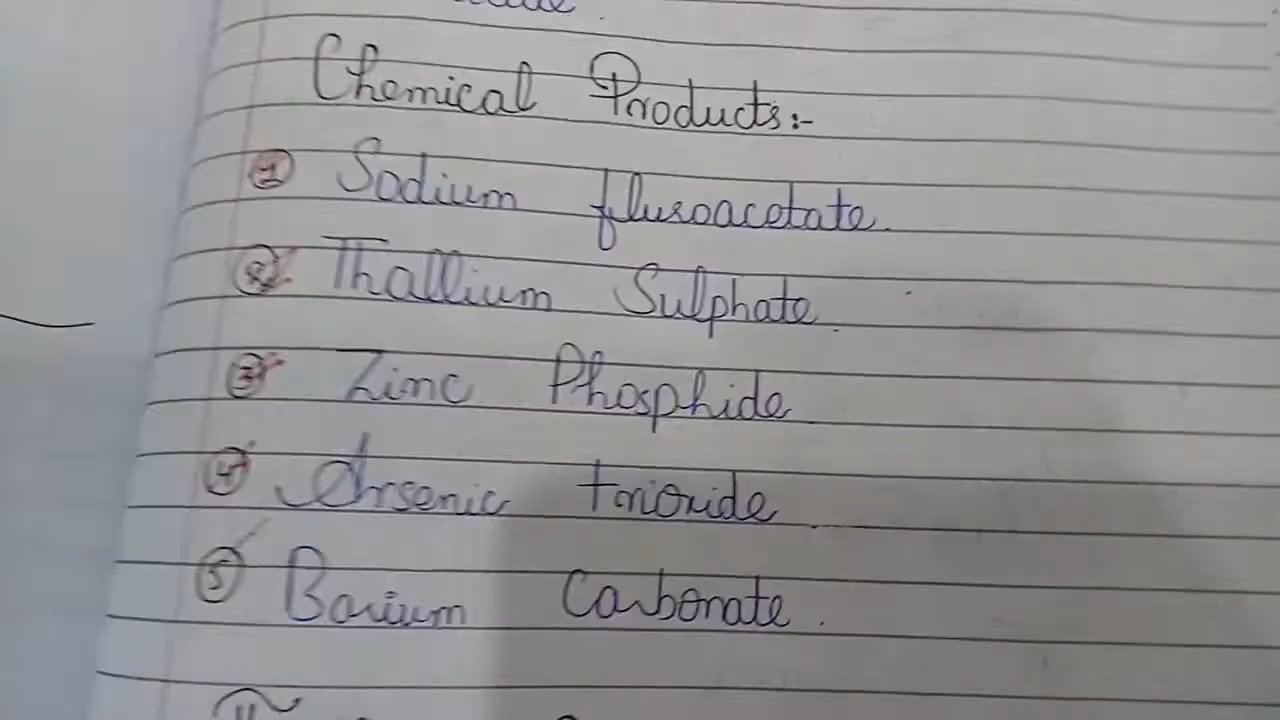 Chemical Products:-
① Sodium fluroacetate.
② Thallium Sulphate.
③ Zinc Phosphide
④ Arsenic trioxide.
⑤ Barium Carbonate.